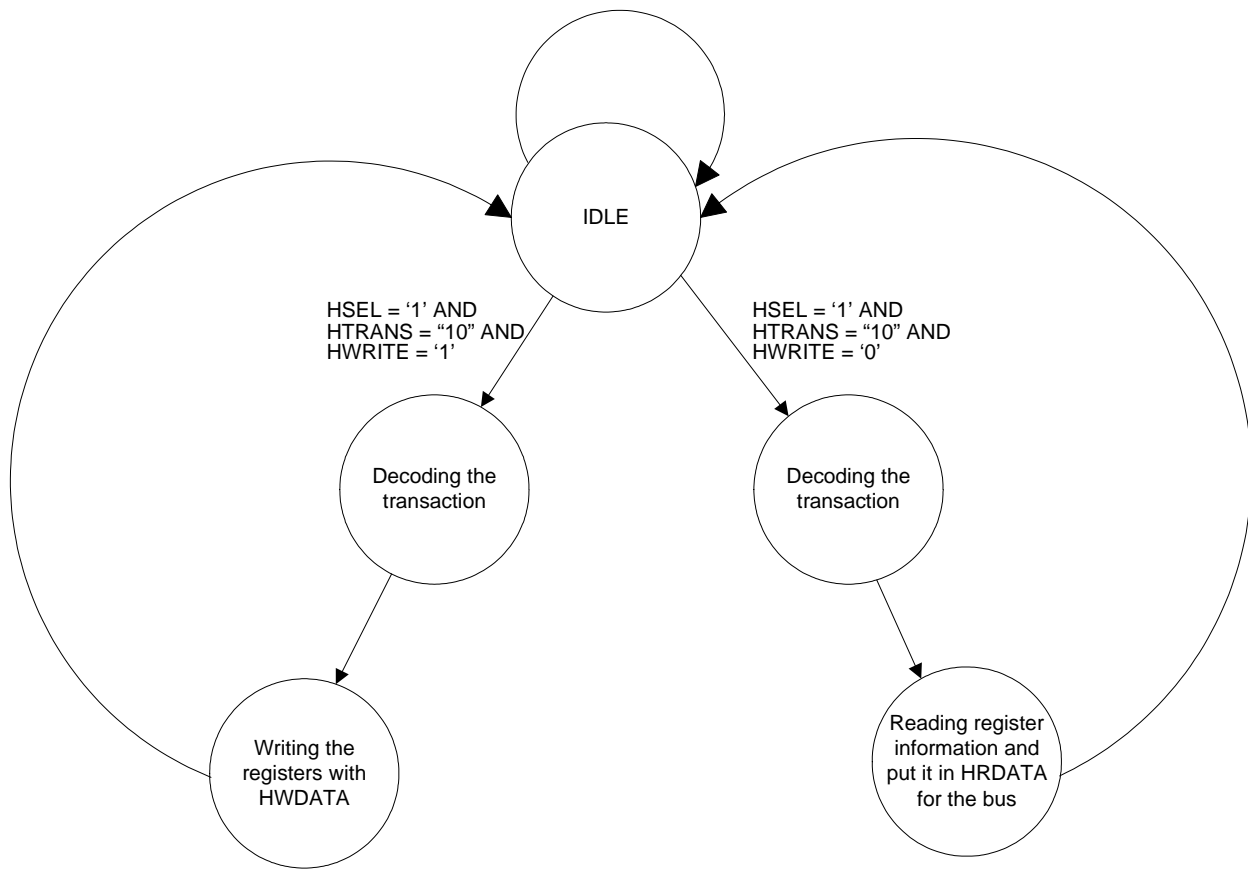 IDLE
HSEL = ‘1’ AND
HTRANS = “10” AND
HWRITE = ‘1’
HSEL = ‘1’ AND
HTRANS = “10” AND
HWRITE = ‘0’
Decoding the
transaction
Decoding the
transaction
Writing the
registers with
HWDATA
Reading register
information and
put it in HRDATA
for the bus